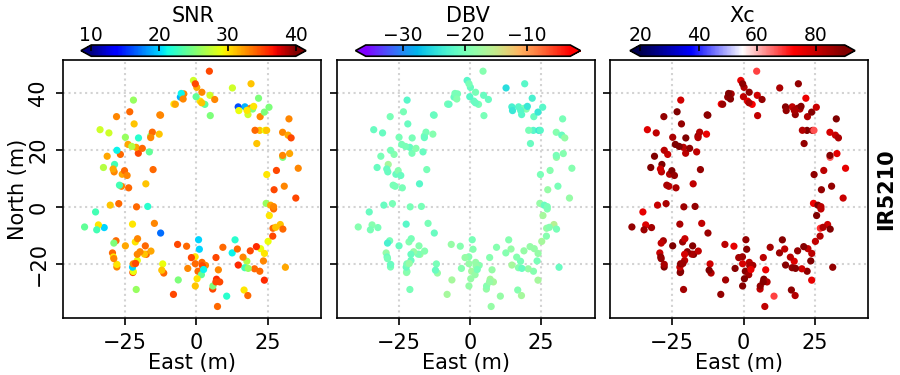 SNR
DBV
Xc
10 20 30 40
−30 −20 −10
20 40 60 80
North (m)
40
20
0
−20
−25 0 25
−25 0 25
−25 0 25
East (m)
East (m)
East (m)
IR5210